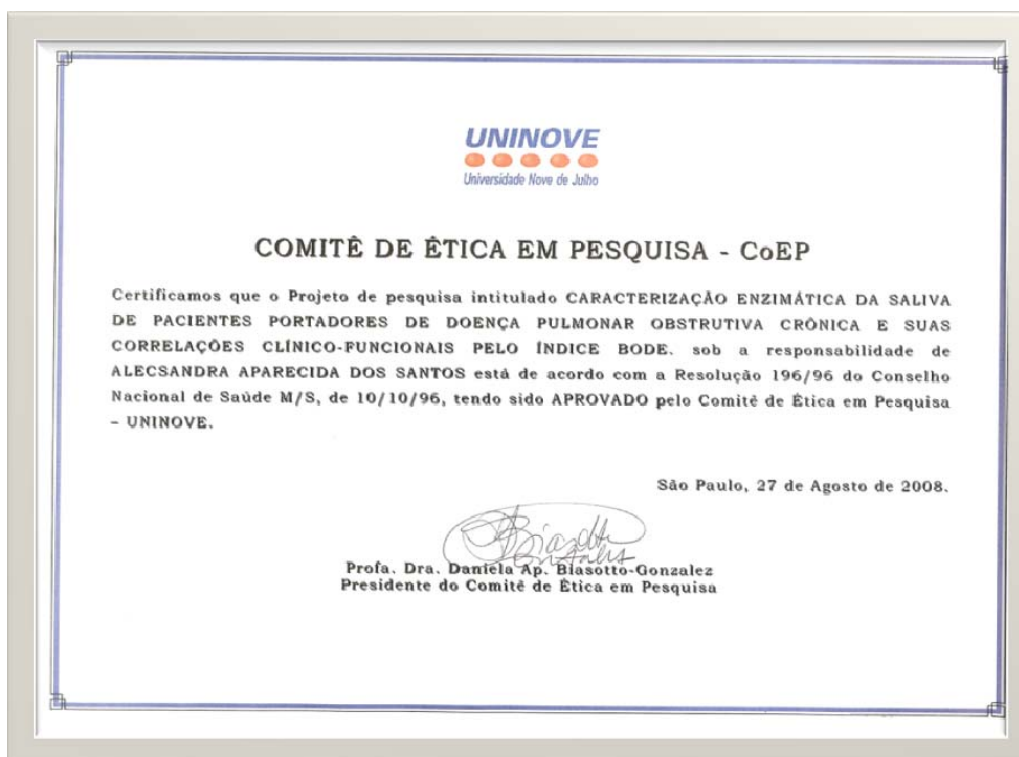 UNINOVE
Universidade Nove de Julho
COMITÊ DE ÉTICA EM PESQUISA - CoEP
Certificamos que o Projeto de pesquisa intitulado CARACTERIZAÇÃO ENZIMÁTICA DA SALIVA
DE PACIENTES PORTADORES DE DOENÇA PULMONAR OBSTRUTIVA CRÔNICA E SUAS
CORRELAÇÕES CLÍNICO-FUNCIONAIS PELO ÍNDICE BODE. sob a responsabilidade de
ALECSANDRA APARECIDA DOS SANTOS está de acordo com a Resolução 196/96 do Conselho
Nacional de Saúde M/S, de 10/10/96, tendo sido APROVADO pelo Comitê de Ética em Pesquisa
– UNINOVE.
São Paulo, 27 de Agosto de 2008.
Biasotto
Gonzalez
Profa. Dra. Daniela Ap. Biasotto-Gonzalez
Presidente do Comitê de Ética em Pesquisa